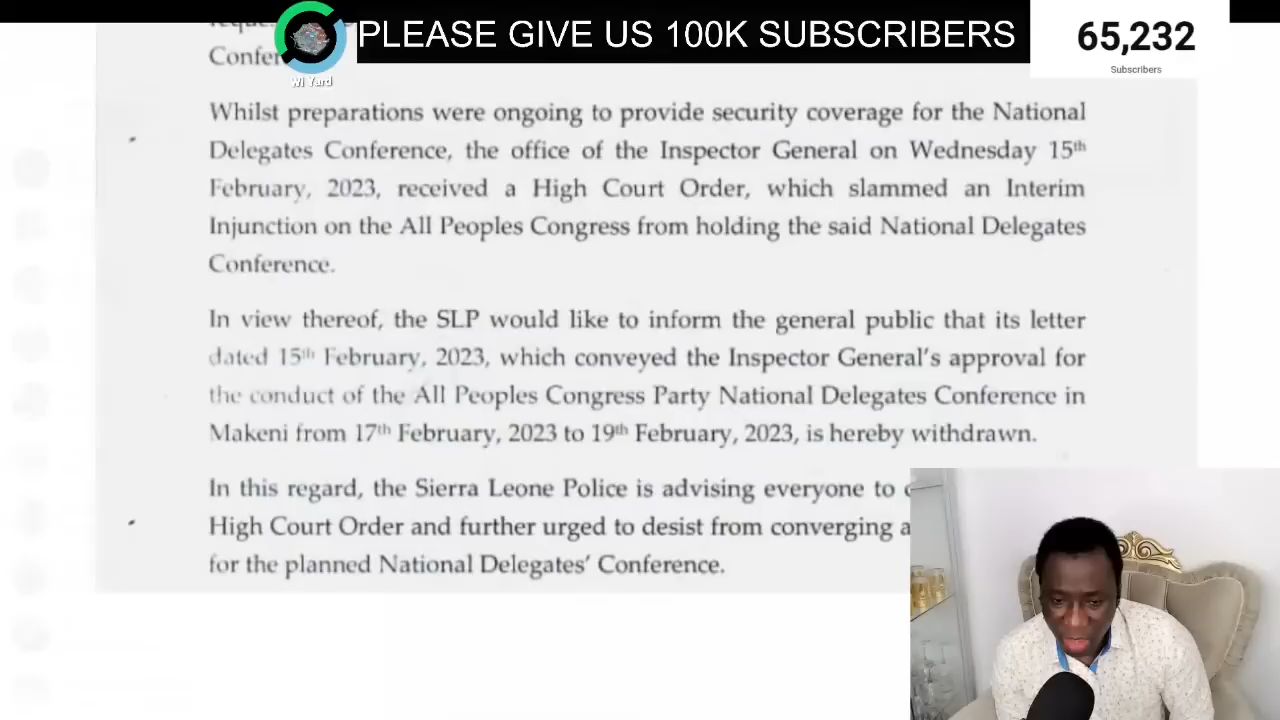 PLEASE GIVE US 100K SUBSCRIBERS
65,232
Subscribers
Wi Yard
Whilst preparations were ongoing to provide security coverage for the National
Delegates Conference, the office of the Inspector General on Wednesday 15th
February, 2023, received a High Court Order, which slammed an Interim
Injunction on the All Peoples Congress from holding the said National Delegates
Conference.
In view thereof, the SLP would like to inform the general public that its letter
dated 15th February, 2023, which conveyed the Inspector General's approval for
the conduct of the All Peoples Congress Party National Delegates Conference in
Makeni from 17th February, 2023 to 19th February, 2023, is hereby withdrawn.
In this regard, the Sierra Leone Police is advising everyone to
High Court Order and further urged to desist from converging
for the planned National Delegates' Conference.